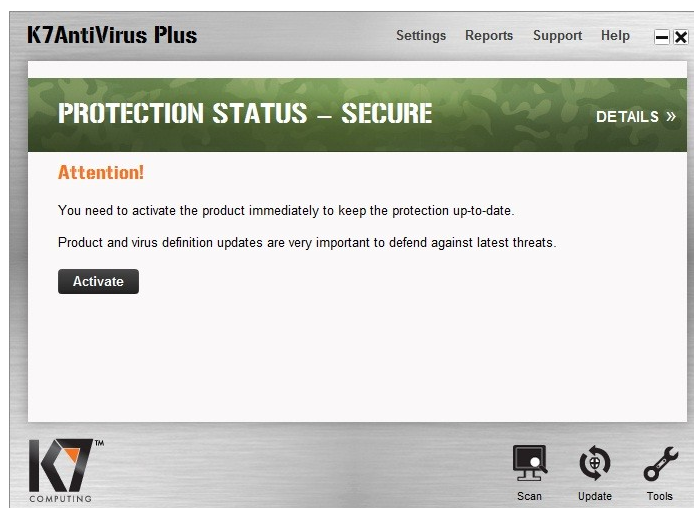 K7AntiVirus Plus
Settings Reports Support Help
PROTECTION STATUS – SECURE
DETAILS »
Attention!
You need to activate the product immediately to keep the protection up-to-date.
Product and virus definition updates are very important to defend against latest threats.
Activate
K7™
COMPUTING
Scan Update Tools